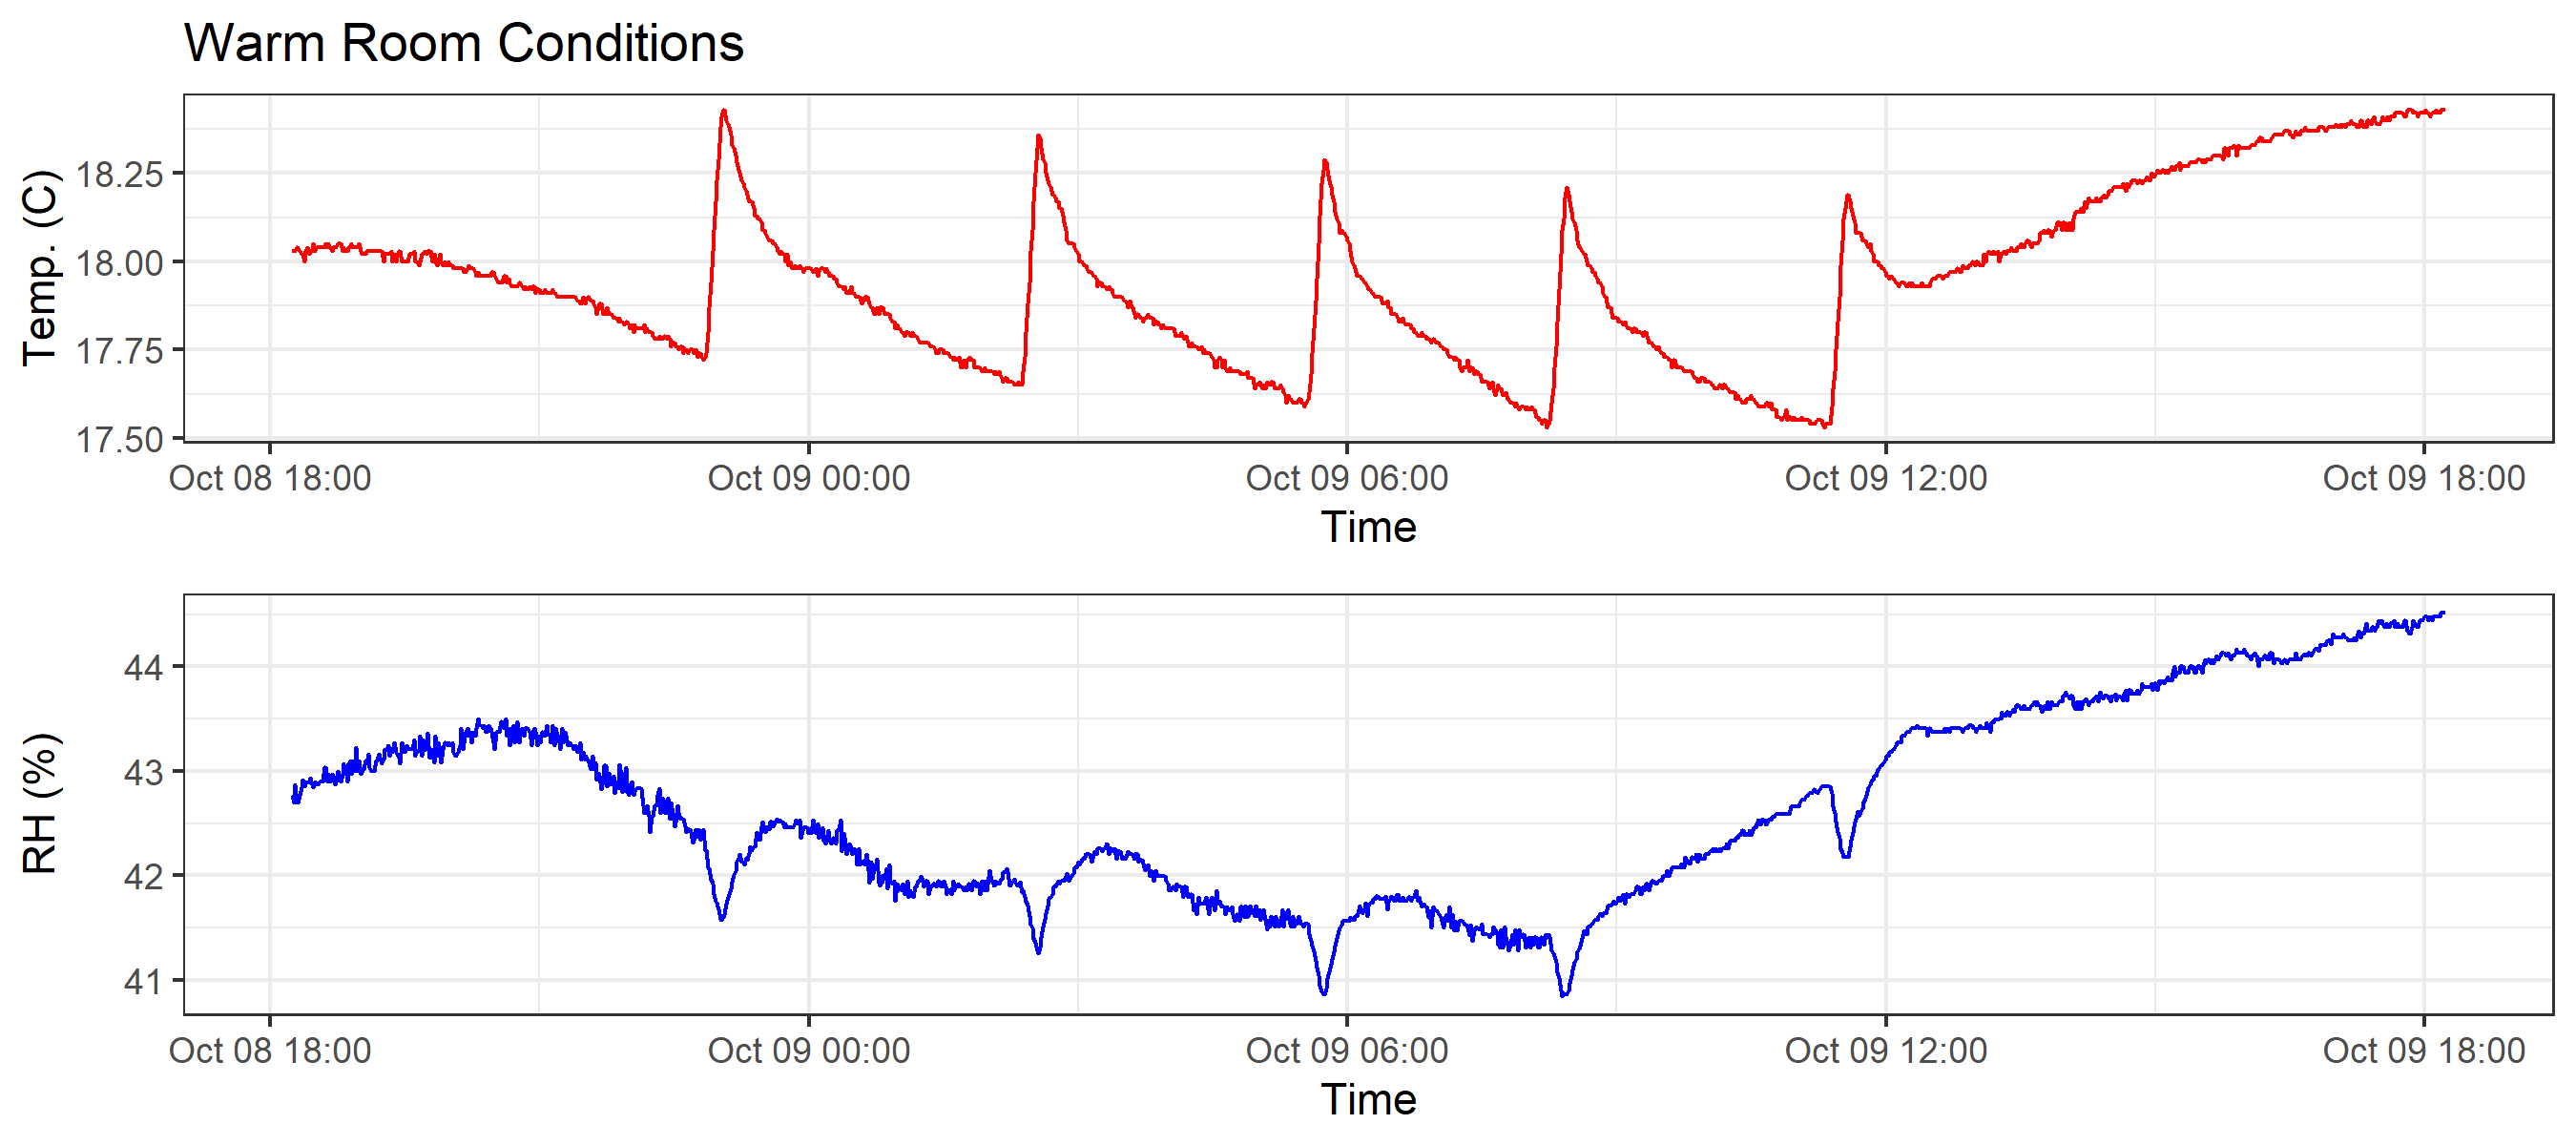 Warm Room Conditions
Temp. (C)
18.25
18.00
17.75
17.50
Oct 08 18:00 Oct 09 00:00 Oct 09 06:00 Oct 09 12:00 Oct 09 18:00
Time
RH (%)
44
43
42
41
Oct 08 18:00 Oct 09 00:00 Oct 09 06:00 Oct 09 12:00 Oct 09 18:00
Time